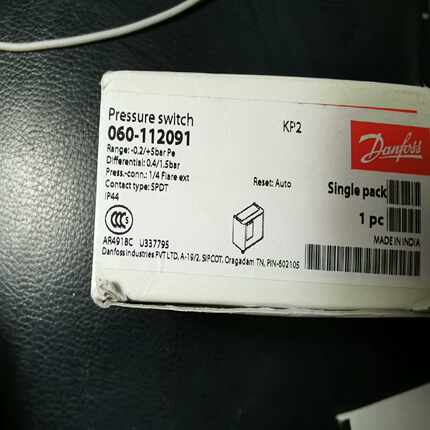 Pressure switch
060-112091
KP2
Danfoss
Range: -0.2/+5bar Pe
Differential: 0,4/1.5bar
Press.-conn.: 1/4 Flare ext
Contact type: SPDT
IP44
Reset: Auto
Single pack
1 pc
MADE IN INDIA
CCC S
AR4918C U337795
Danfoss industries PVT LTD, A-19/2, SIPCOT, Oragadam TN, PIN-602105